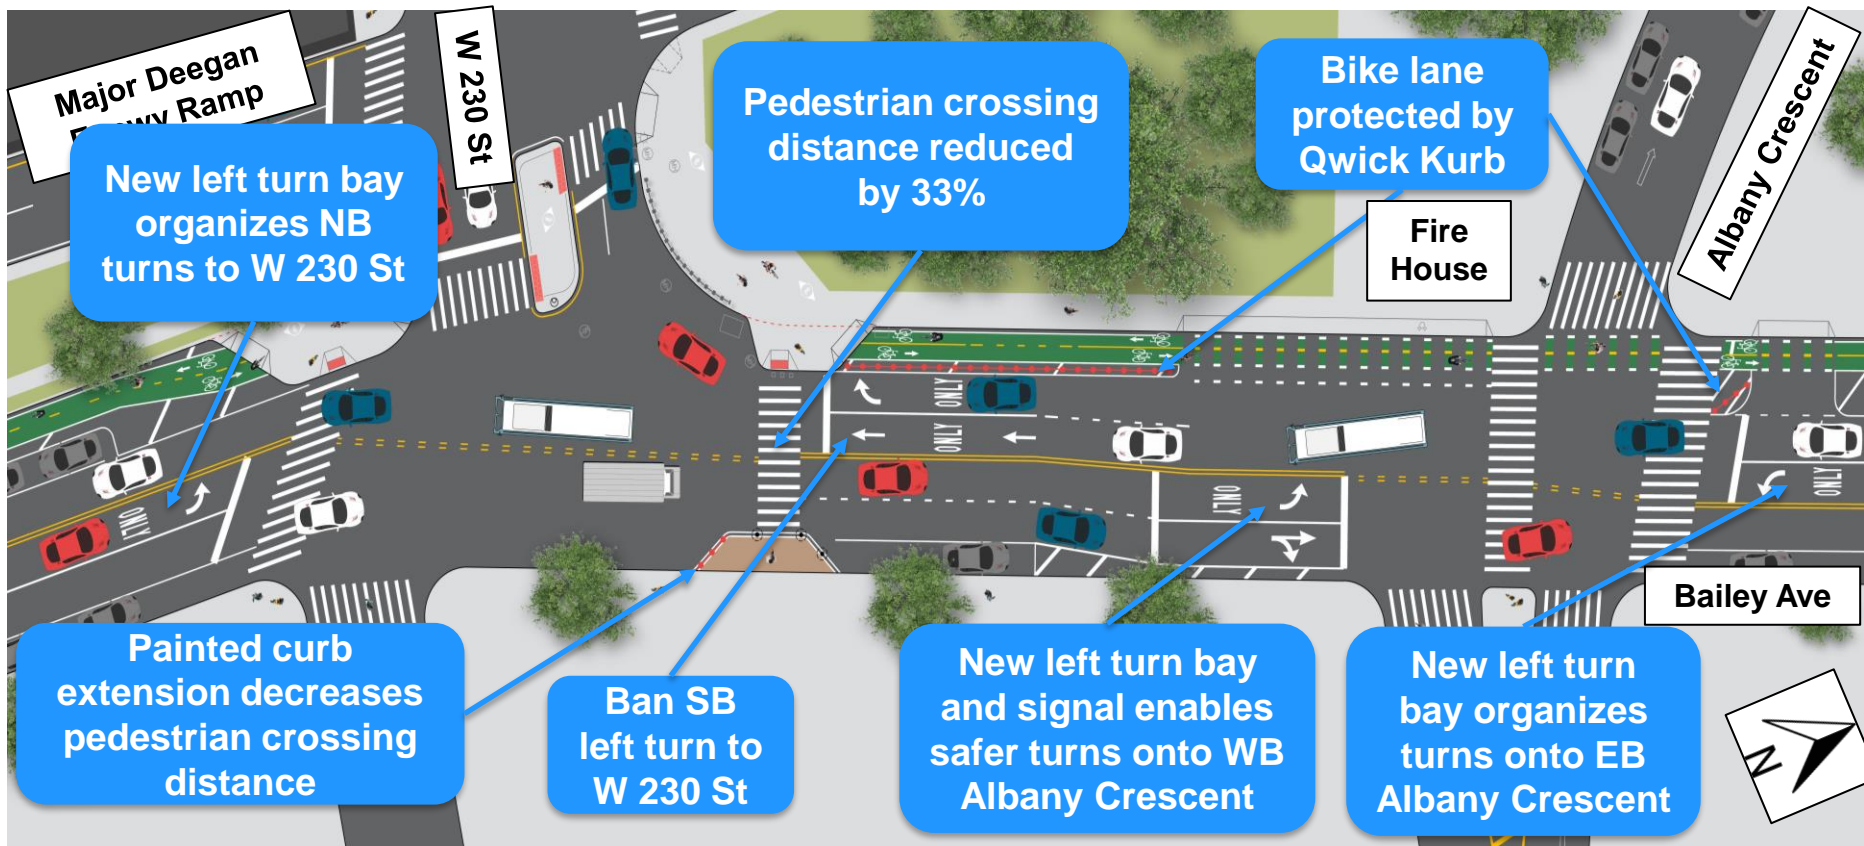 Major Deegan
Ramp
W 230 St
New left turn bay
organizes NB
turns to W 230 St
Pedestrian crossing
distance reduced
by 33%
Bike lane
protected by
Qwick Kurb
Fire
House
Albany Crescent
ONLY
ONLY
ONLY
ONLY
ONLY
Bailey Ave
Painted curb
extension decreases
pedestrian crossing
distance
Ban SB
left turn to
W 230 St
New left turn bay
and signal enables
safer turns onto WB
Albany Crescent
New left turn
bay organizes
turns onto EB
Albany Crescent
N